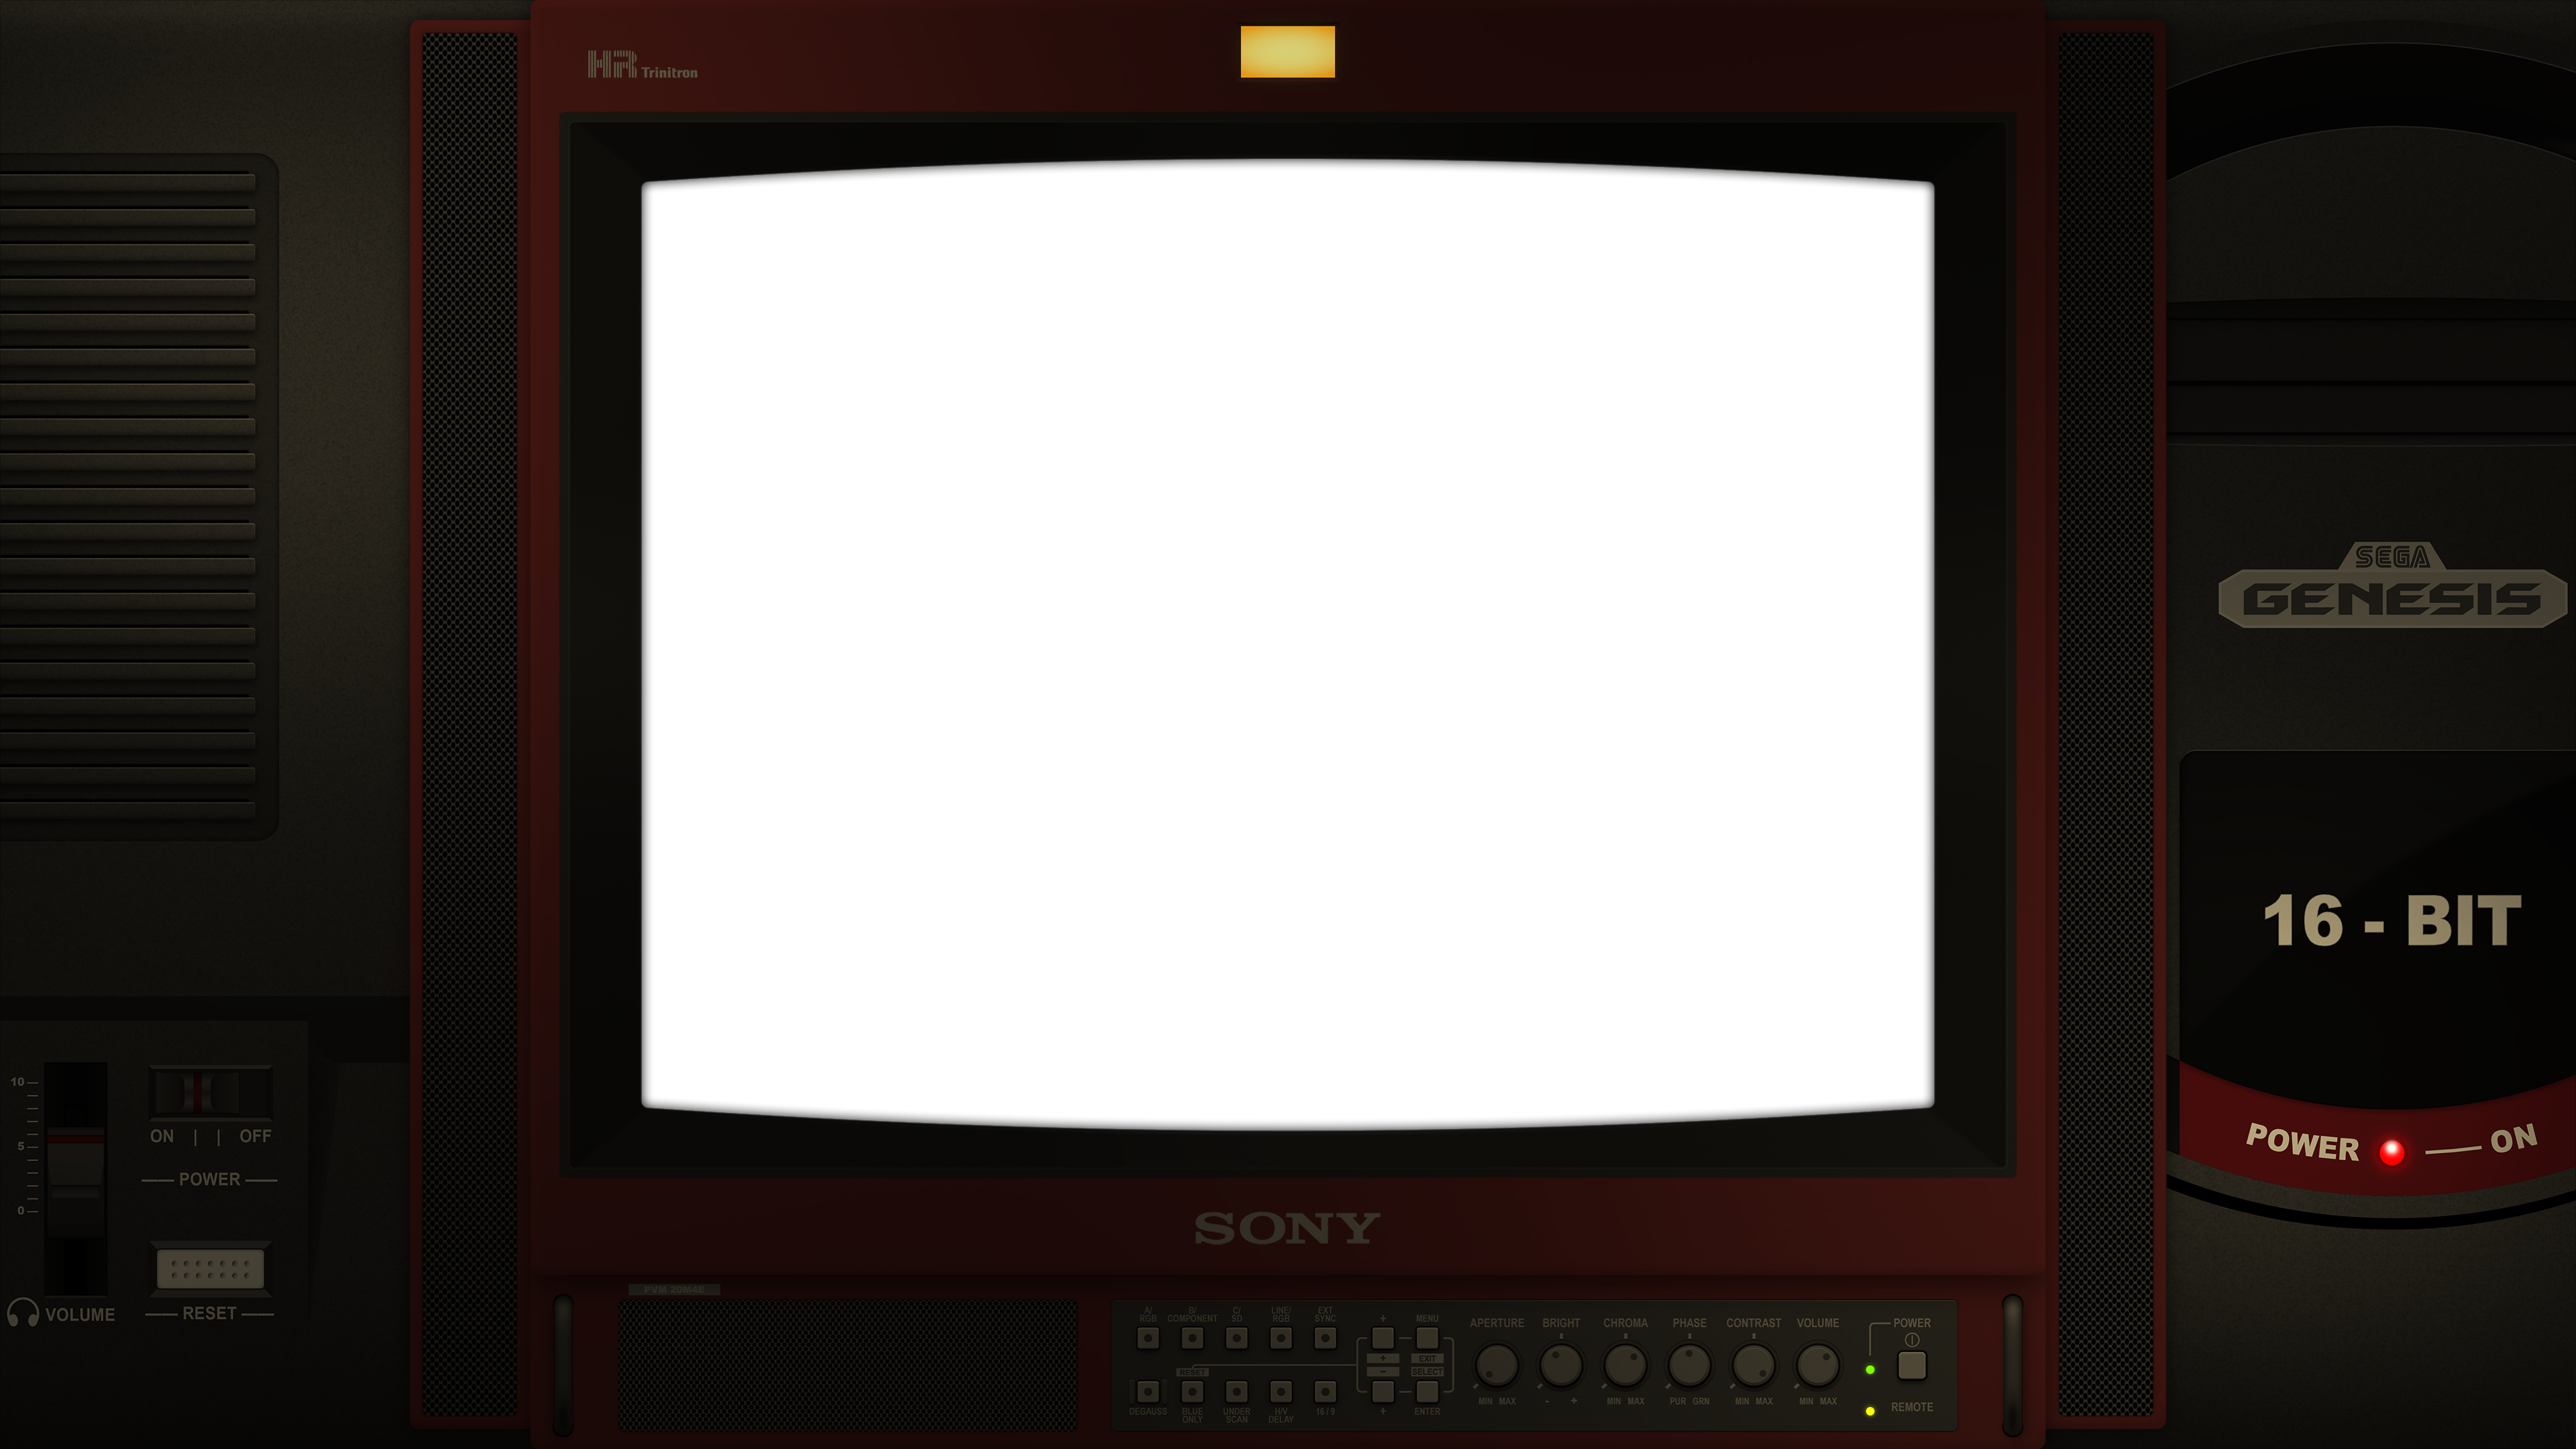 HR Trinitron
SEGA
GENESIS
16 - BIT
POWER — ON
10
5
0
ON | | OFF
POWER
RESET
VOLUME
SONY
PVM 20M4E
A/ RGB
B/ COMPONENT
C/ SD
LINE/ RGB
EXT SYNC
+
MENU
+
EXIT
-
SELECT
RESET
DEGAUSS
BLUE ONLY
UNDER SCAN
H/V DELAY
16 / 9
+
ENTER
APERTURE
BRIGHT
CHROMA
PHASE
CONTRAST
VOLUME
MIN MAX
- +
MIN MAX
PUR GRN
MIN MAX
MIN MAX
POWER
REMOTE